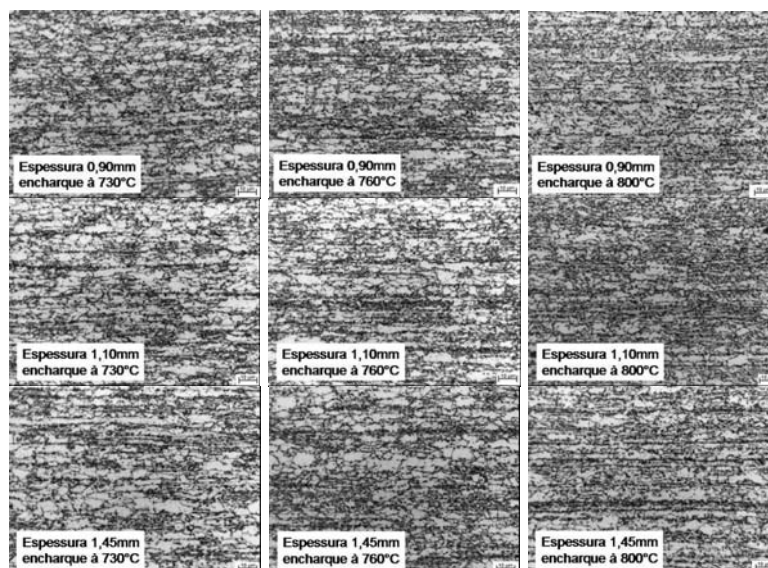 Espessura 0,90mm
encharque à 730°C
Espessura 0,90mm
encharque à 760°C
Espessura 0,90mm
encharque à 800°C
Espessura 1,10mm
encharque à 730°C
Espessura 1,10mm
encharque à 760°C
Espessura 1,10mm
encharque à 800°C
Espessura 1,45mm
encharque à 730°C
Espessura 1,45mm
encharque à 760°C
Espessura 1,45mm
encharque à 800°C